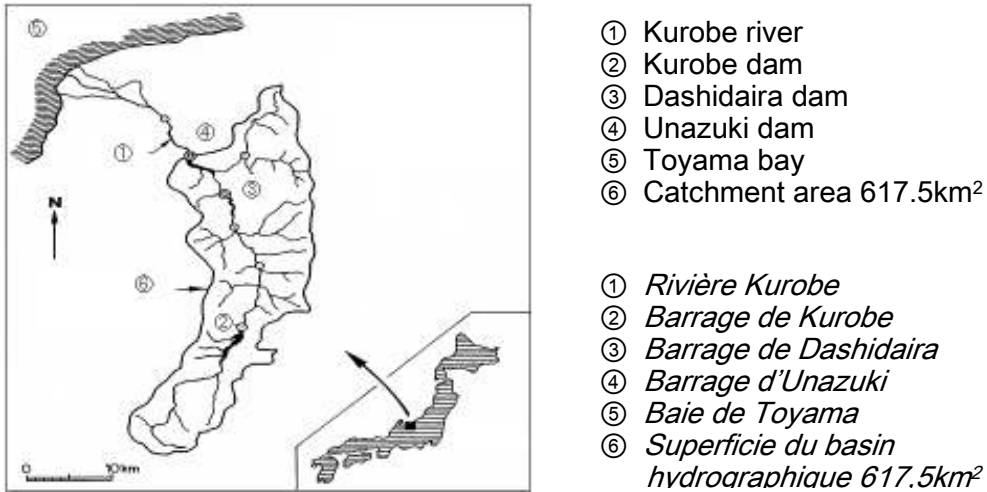 ⑤
④
①
③
N
⑥
②
0 10km
① Kurobe river
② Kurobe dam
③ Dashidaira dam
④ Unazuki dam
⑤ Toyama bay
⑥ Catchment area 617.5km²
① Rivière Kurobe
② Barrage de Kurobe
③ Barrage de Dashidaira
④ Barrage d'Unazuki
⑤ Baie de Toyama
⑥ Superficie du basin
hydrographique 617.5km²